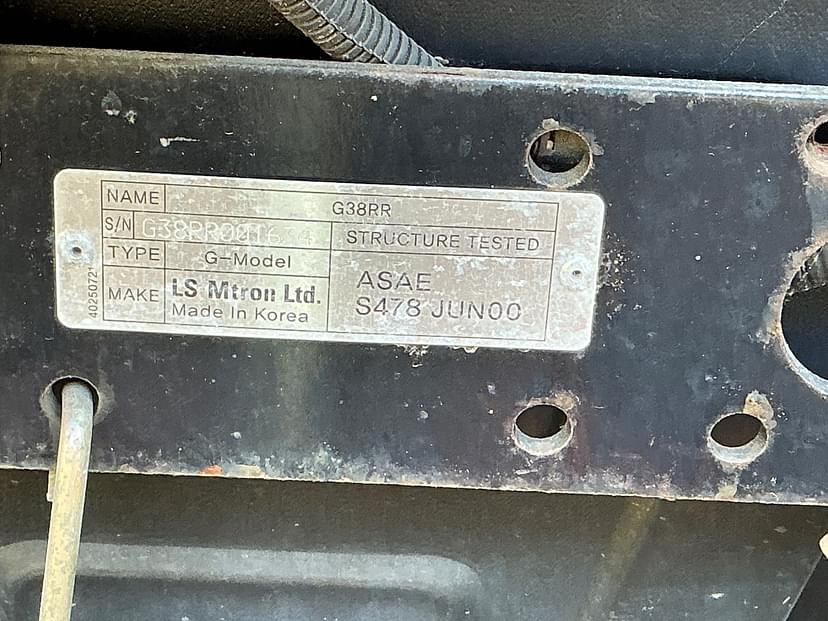 NAME G38RR
S/N STRUCTURE TESTED
TYPE G-Model
ASAE
MAKE LS Mtron Ltd.
S478 JUN00
Made In Korea
4025072